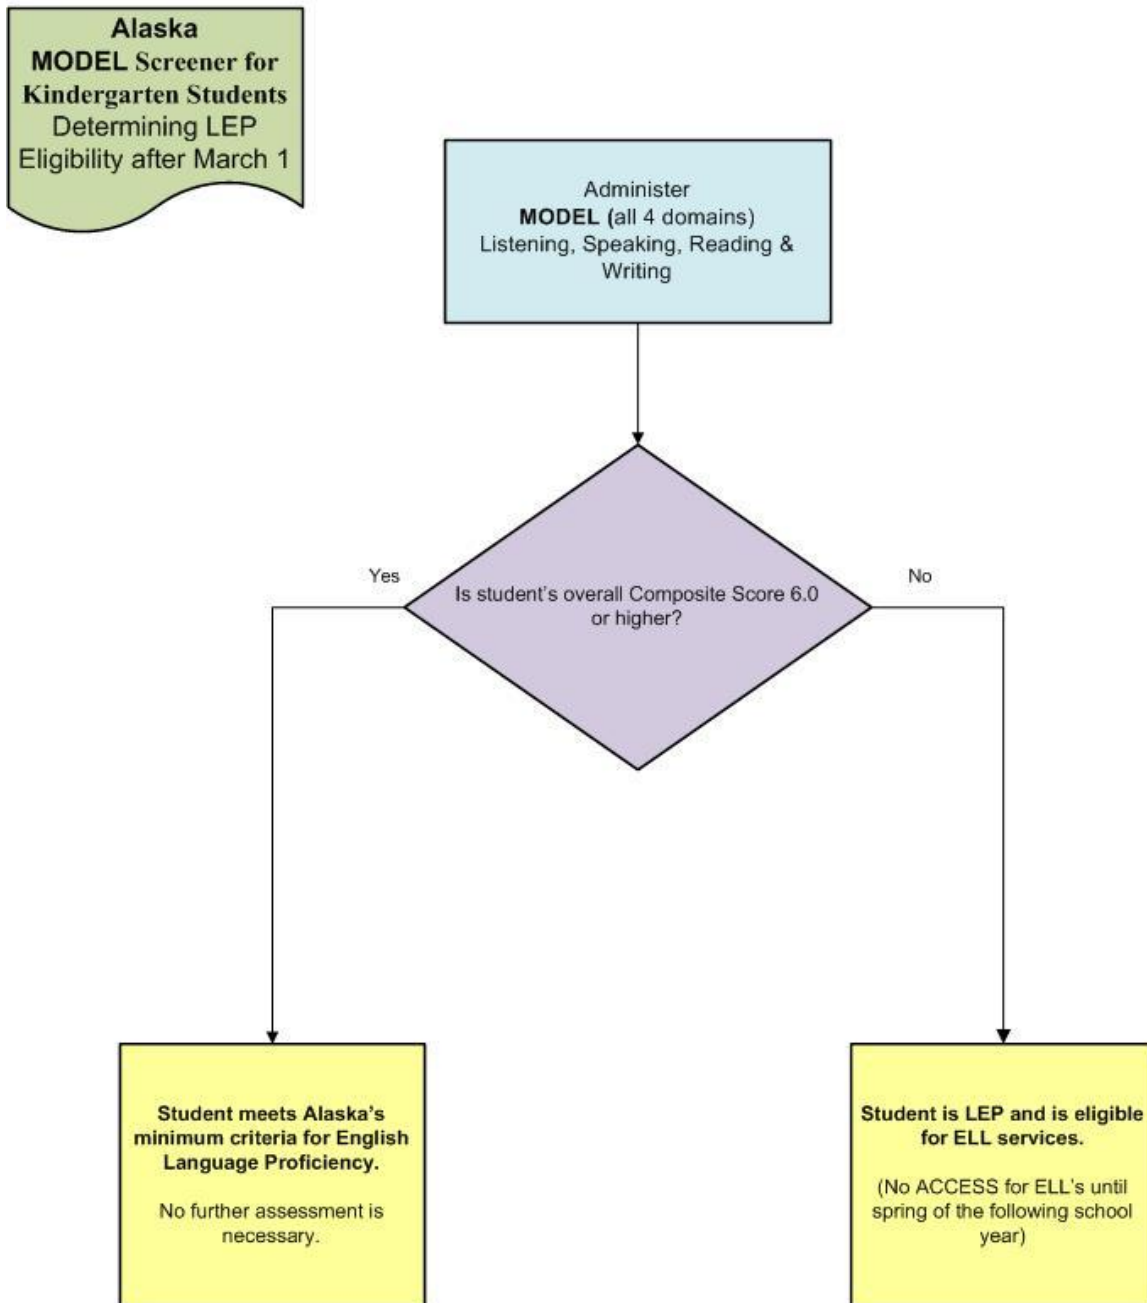 Alaska
MODEL Screener for
Kindergarten Students
Determining LEP
Eligibility after March 1
Administer
MODEL (all 4 domains)
Listening, Speaking, Reading &
Writing
Yes
No
Is student's overall Composite Score 6.0
or higher?
Student meets Alaska's
minimum criteria for English
Language Proficiency.
No further assessment is
necessary.
Student is LEP and is eligible
for ELL services.
(No ACCESS for ELL's until
spring of the following school
year)